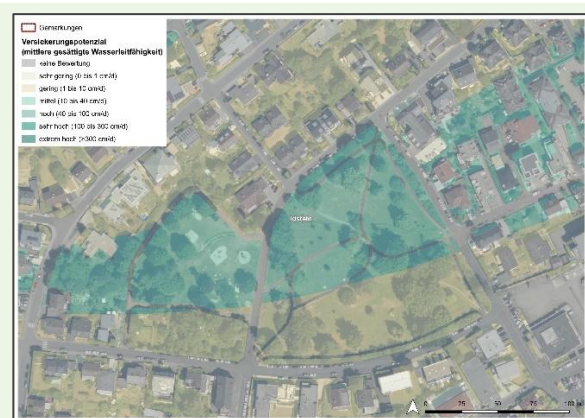 Gemarkungen
Versickerungspotenzial
(mittlere gesättigte Wasserleitfähigkeit)
keine Bewertung
sehr gering (0 bis 1 cm/d)
gering (1 bis 10 cm/d)
mittel (10 bis 40 cm/d)
hoch (40 bis 100 cm/d)
sehr hoch (100 bis 300 cm/d)
extrem hoch (>300 cm/d)
0 25 50 75 100 m